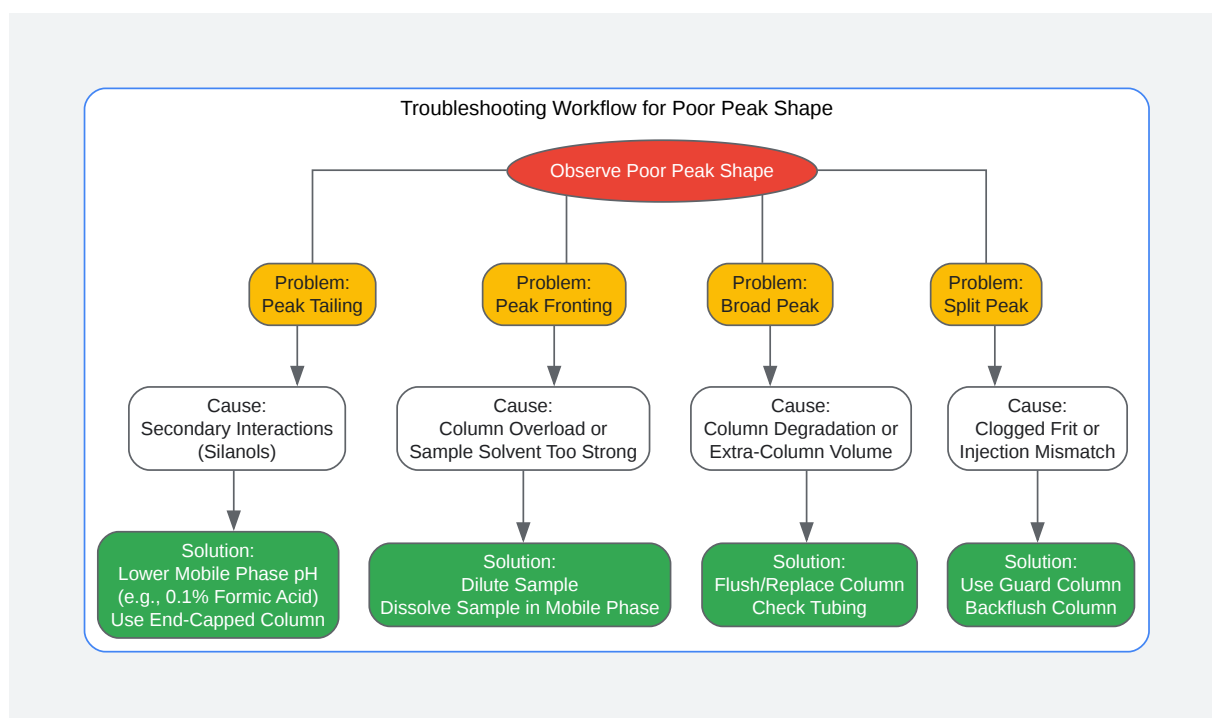 Troubleshooting Workflow for Poor Peak Shape
Observe Poor Peak Shape
Problem:
Peak Tailing
Problem:
Peak Fronting
Problem:
Broad Peak
Problem:
Split Peak
Cause:
Secondary Interactions
(Silanols)
Cause:
Column Overload or
Sample Solvent Too Strong
Cause:
Column Degradation or
Extra-Column Volume
Cause:
Clogged Frit or
Injection Mismatch
Solution:
Lower Mobile Phase pH
(e.g., 0.1% Formic Acid)
Use End-Capped Column
Solution:
Dilute Sample
Dissolve Sample in Mobile Phase
Solution:
Flush/Replace Column
Check Tubing
Solution:
Use Guard Column
Backflush Column